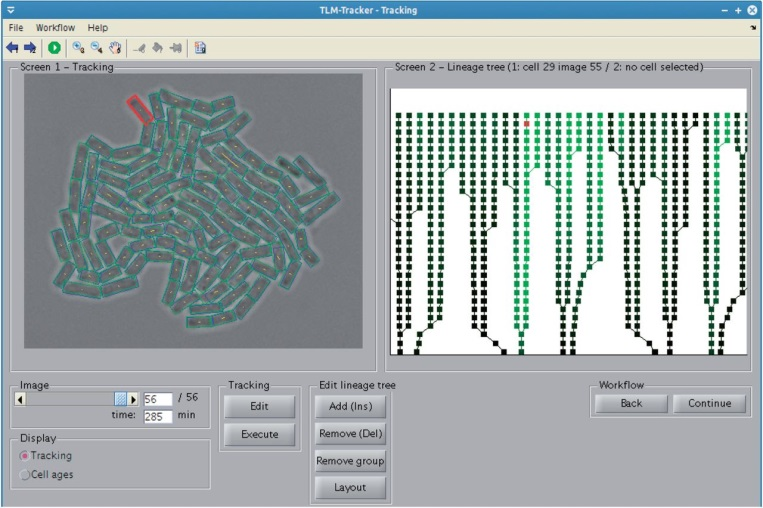 TLM-Tracker - Tracking
File Workflow Help
Screen 1 - Tracking
Screen 2 - Lineage tree (1: cell 29 image 55 / 2: no cell selected)
Image
56 / 56
time: 285 min
Display
Tracking
Cell ages
Tracking
Edit
Execute
Edit lineage tree
Add (Ins)
Remove (Del)
Remove group
Layout
Workflow
Back Continue